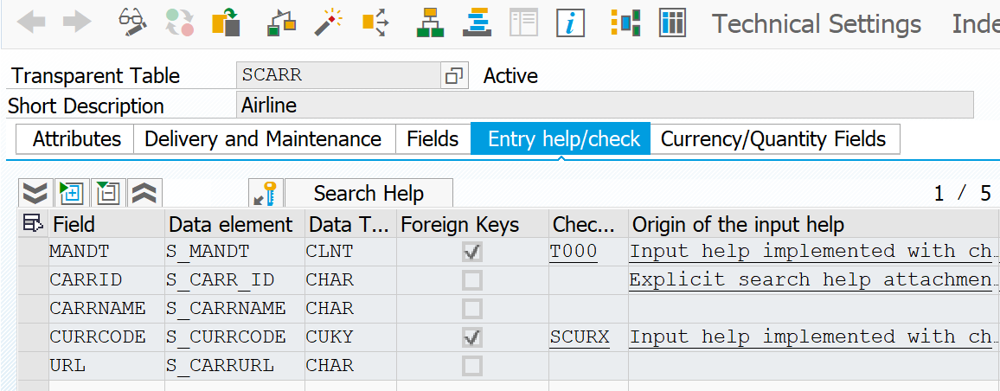 Technical Settings Inde
Transparent Table SCARR Active
Short Description Airline
Attributes Delivery and Maintenance Fields Entry help/check Currency/Quantity Fields
Search Help 1 / 5
Field Data element Data T... Foreign Keys Chec... Origin of the input help
MANDT S_MANDT CLNT T000 Input help implemented with ch...
CARRID S_CARR_ID CHAR Explicit search help attachmen...
CARRNAME S_CARRNAME CHAR
CURRCODE S_CURRCODE CUKY SCURX Input help implemented with ch...
URL S_CARRURL CHAR